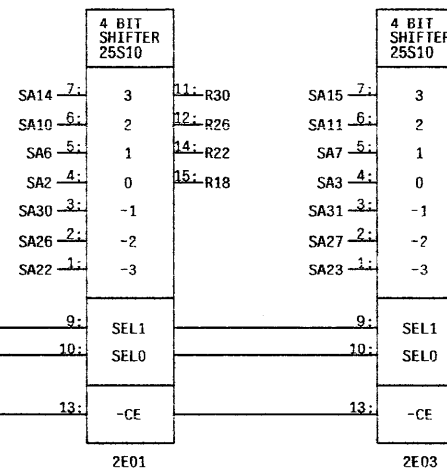 4 BIT
SHIFTER
25S10
SA14 7: 3 11: R30
SA10 6: 2 12: R26
SA6 5: 1 14: R22
SA2 4: 0 15: R18
SA30 3: -1
SA26 2: -2
SA22 1: -3
9: SEL1
10: SEL0
13: -CE
2E01
4 BIT
SHIFTER
25S10
SA15 7: 3
SA11 6: 2
SA7 5: 1
SA3 4: 0
SA31 3: -1
SA27 2: -2
SA23 1: -3
9: SEL1
10: SEL0
13: -CE
2E03